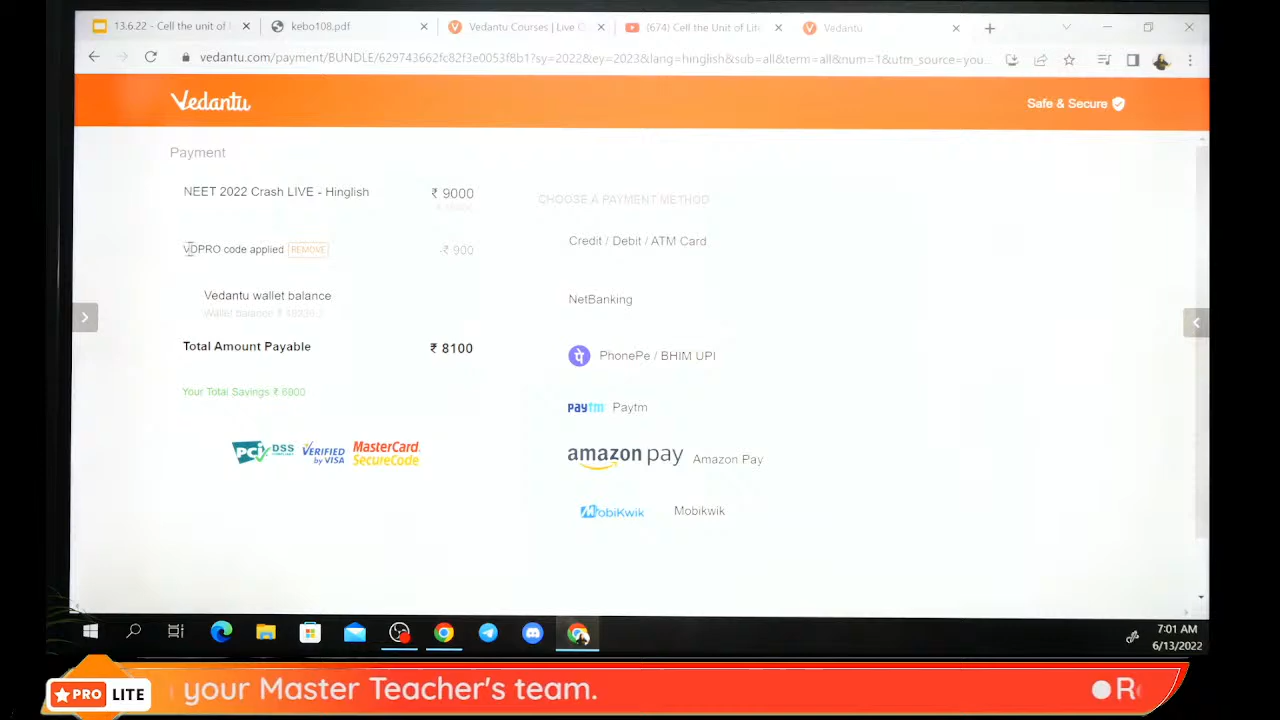 13.6.22 - Cell the unit of
kebo108.pdf
Vedantu Courses | Live
(674) Cell the Unit of Lif
Vedantu
vedantu.com/payment/BUNDLE/629743662fc82f3e0053f8b1?sy=2022&ey=2023&lang=hinglish&sub=all&term=all&num=1&utm_source=you...
Vedantu
Safe & Secure
Payment
NEET 2022 Crash LIVE - Hinglish
₹ 9000
CHOOSE A PAYMENT METHOD
Credit / Debit / ATM Card
VDPRO code applied REMOVE
-₹ 900
Vedantu wallet balance
NetBanking
Wallet balance ₹
Total Amount Payable
₹ 8100
पे PhonePe / BHIM UPI
Your Total Savings ₹ 6900
Paytm Paytm
PCI DSS
VERIFIED by VISA
MasterCard. SecureCode
amazon pay Amazon Pay
MobiKwik Mobikwik
7:01 AM
6/13/2022
PRO LITE
your Master Teacher's team.